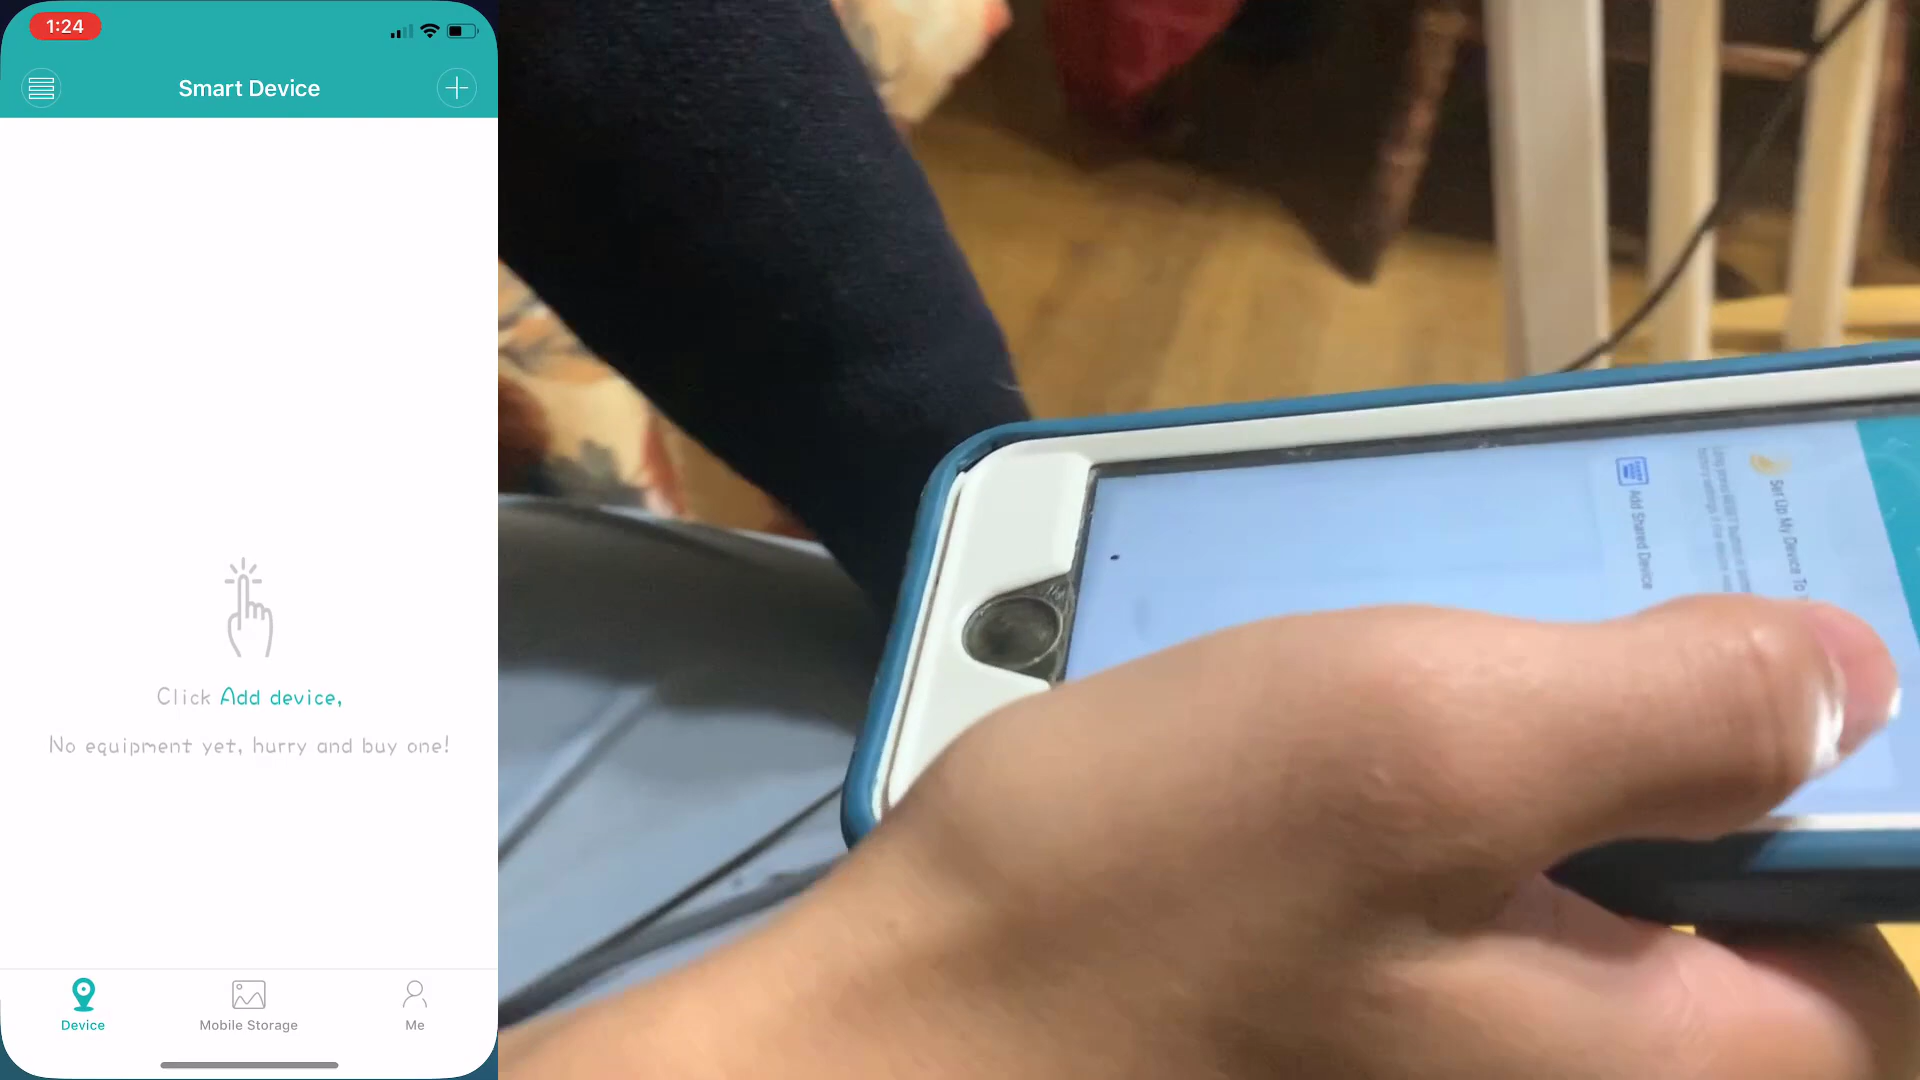 1:24
Smart Device
Click Add device,
No equipment yet, hurry and buy one!
Device
Mobile Storage
Me
Set Up My Device To
Add Shared Device